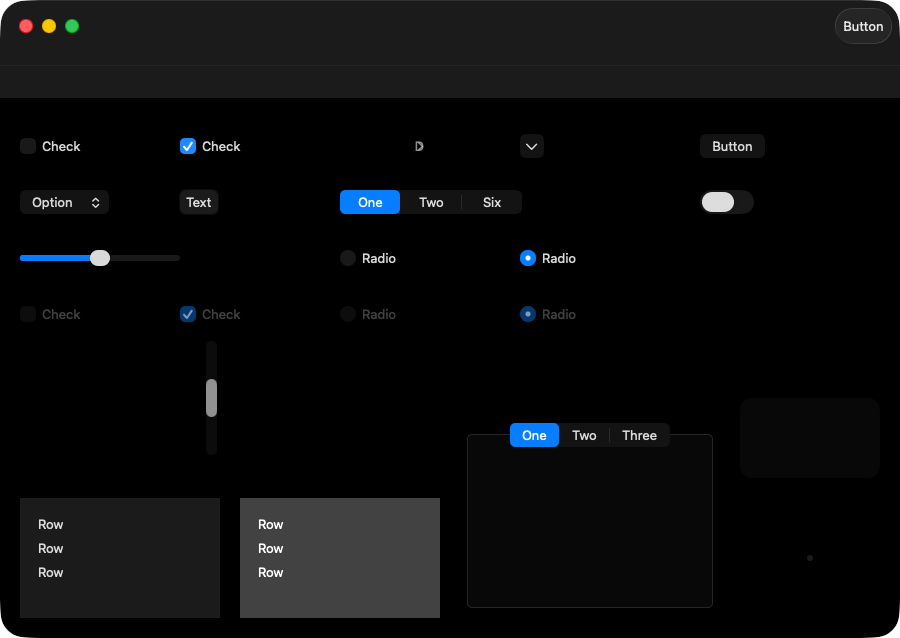 Button
Check
Check
Button
Option
Text
One
Two
Six
Radio
Radio
Check
Check
Radio
Radio
One
Two
Three
Row
Row
Row
Row
Row
Row